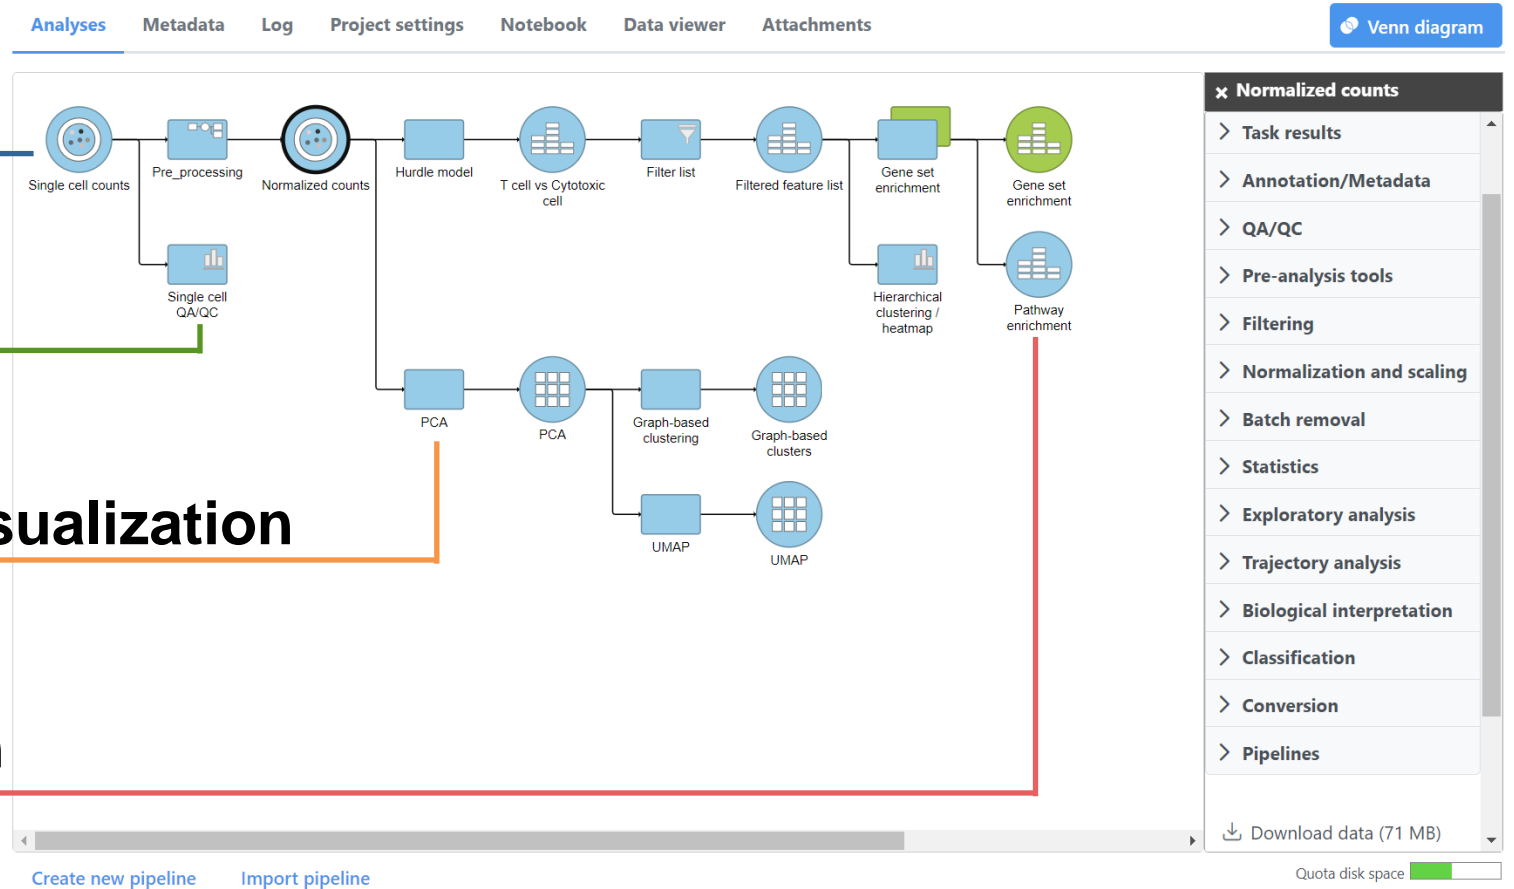 Analyses
Metadata
Log
Project settings
Notebook
Data viewer
Attachments
Venn diagram
Single cell counts
Pre_processing
Normalized counts
Hurdle model
T cell vs Cytotoxic
cell
Filter list
Filtered feature list
Gene set
enrichment
Gene set
enrichment
Single cell
QA/QC
Hierarchical
clustering /
heatmap
Pathway
enrichment
PCA
PCA
Graph-based
clustering
Graph-based
clusters
UMAP
UMAP
sualization
Normalized counts
Task results
Annotation/Metadata
QA/QC
Pre-analysis tools
Filtering
Normalization and scaling
Batch removal
Statistics
Exploratory analysis
Trajectory analysis
Biological interpretation
Classification
Conversion
Pipelines
Download data (71 MB)
Create new pipeline
Import pipeline
Quota disk space